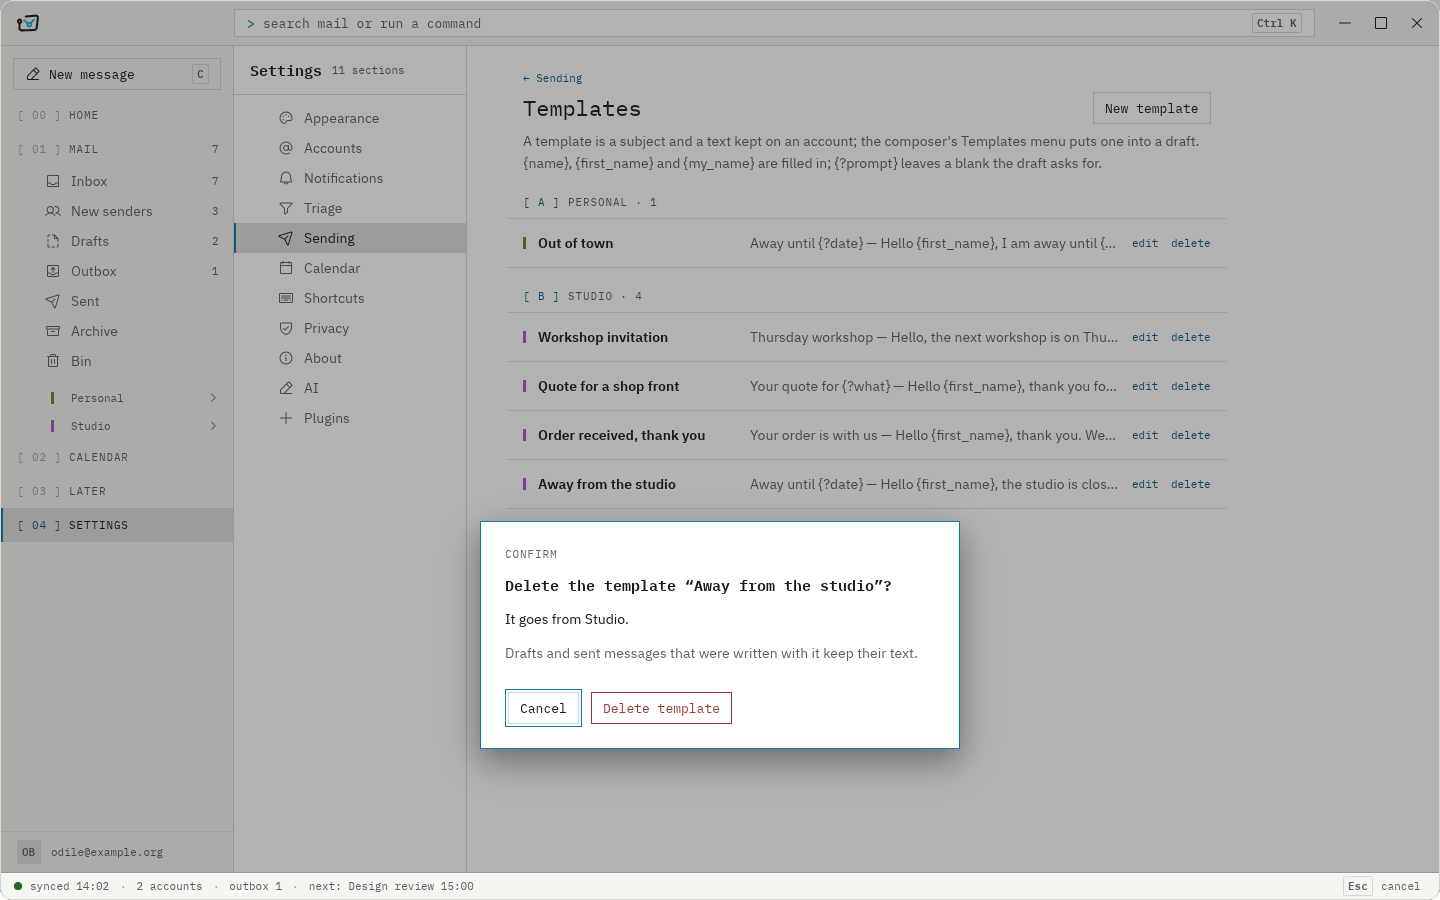 > search mail or run a command
Ctrl K
New message
C
[ 00 ] HOME
[ 01 ] MAIL 7
Inbox 7
New senders 3
Drafts 2
Outbox 1
Sent
Archive
Bin
Personal
Studio
[ 02 ] CALENDAR
[ 03 ] LATER
[ 04 ] SETTINGS
OB odile@example.org
Settings 11 sections
Appearance
Accounts
Notifications
Triage
Sending
Calendar
Shortcuts
Privacy
About
AI
Plugins
← Sending
Templates
New template
A template is a subject and a text kept on an account; the composer's Templates menu puts one into a draft.
{name}, {first_name} and {my_name} are filled in; {?prompt} leaves a blank the draft asks for.
[ A ] PERSONAL · 1
Out of town Away until {?date} — Hello {first_name}, I am away until {... edit delete
[ B ] STUDIO · 4
Workshop invitation Thursday workshop — Hello, the next workshop is on Thu... edit delete
Quote for a shop front Your quote for {?what} — Hello {first_name}, thank you fo... edit delete
Order received, thank you Your order is with us — Hello {first_name}, thank you. We... edit delete
Away from the studio Away until {?date} — Hello {first_name}, the studio is clos... edit delete
CONFIRM
Delete the template “Away from the studio”?
It goes from Studio.
Drafts and sent messages that were written with it keep their text.
Cancel
Delete template
synced 14:02 · 2 accounts · outbox 1 · next: Design review 15:00
Esc cancel